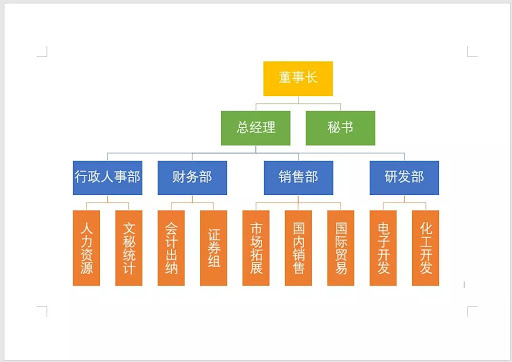 董事长
总经理
秘书
行政人事部
财务部
销售部
研发部
人力资源
文秘统计
会计出纳
证券组
市场拓展
国内销售
国际贸易
电子开发
化工开发